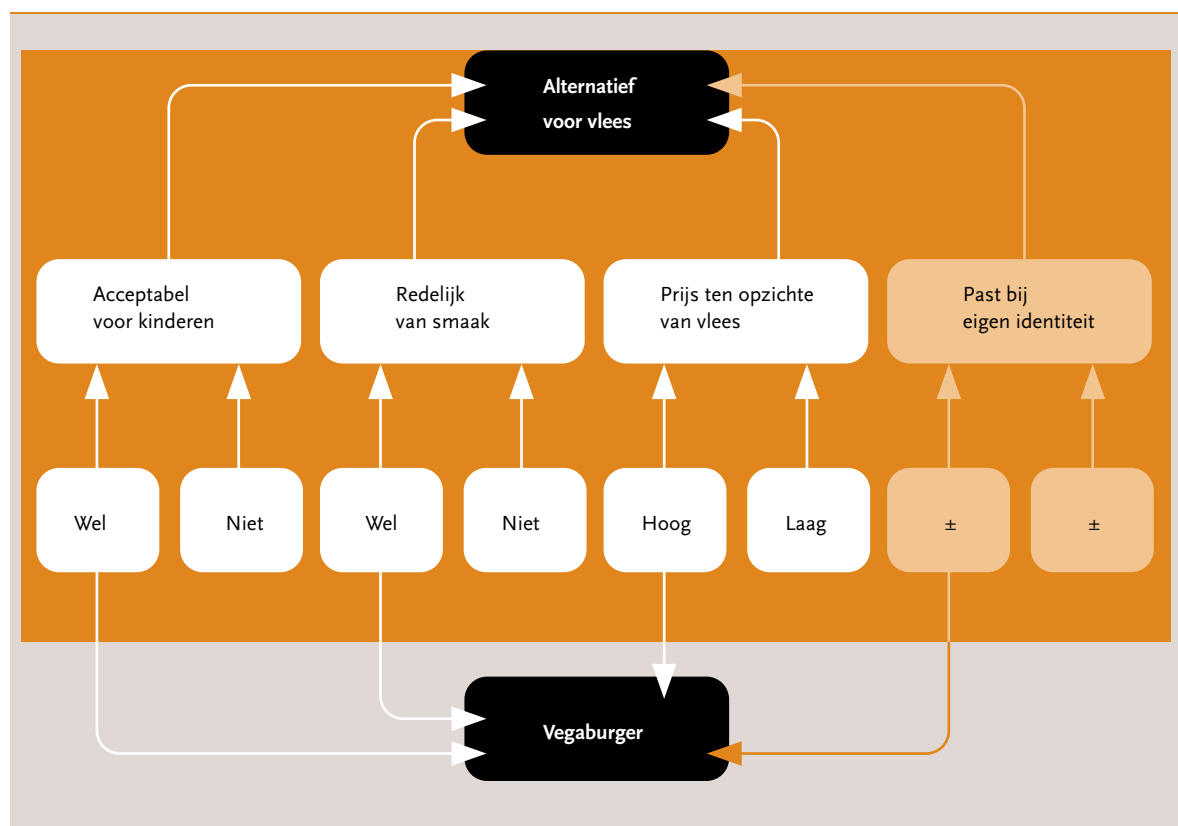 Alternatief
voor vlees
Acceptabel
voor kinderen
Redelijk
van smaak
Prijs ten opzichte
van vlees
Past bij
eigen identiteit
Wel
Niet
Wel
Niet
Hoog
Laag
±
±
Vegaburger